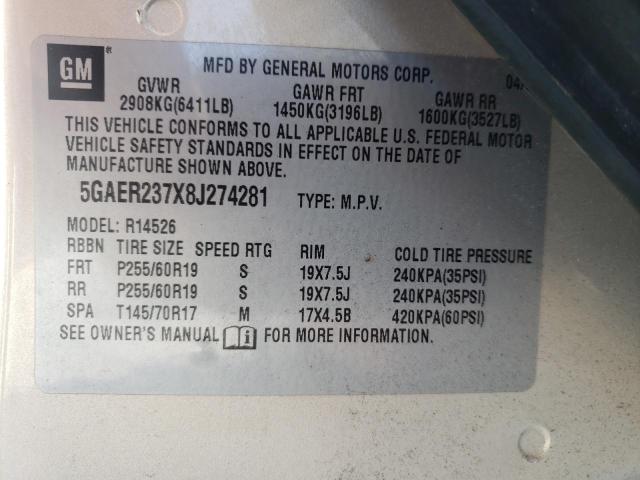 GM ®
MFD BY GENERAL MOTORS CORP. 04/
GVWR GAWR FRT GAWR RR
2908KG(6411LB) 1450KG(3196LB) 1600KG(3527LB)
THIS VEHICLE CONFORMS TO ALL APPLICABLE U.S. FEDERAL MOTOR
VEHICLE SAFETY STANDARDS IN EFFECT ON THE DATE OF
MANUFACTURE SHOWN ABOVE.
5GAER237X8J274281 TYPE: M.P.V.
MODEL: R14526
RBBN TIRE SIZE SPEED RTG RIM COLD TIRE PRESSURE
FRT P255/60R19 S 19X7.5J 240KPA(35PSI)
RR P255/60R19 S 19X7.5J 240KPA(35PSI)
SPA T145/70R17 M 17X4.5B 420KPA(60PSI)
SEE OWNER'S MANUAL i FOR MORE INFORMATION.